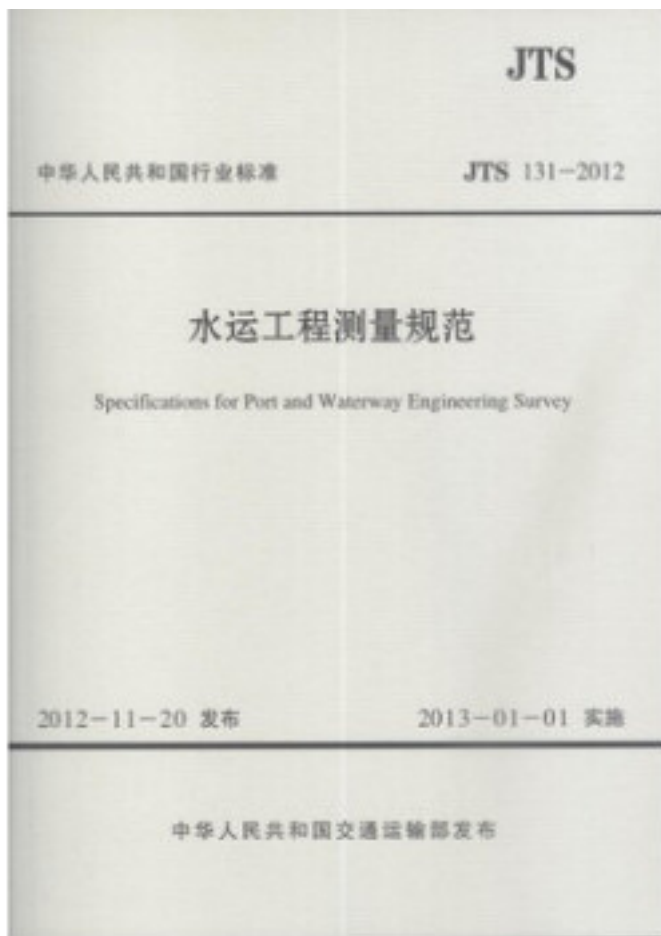 JTS
中华人民共和国行业标准 JTS 131-2012
水运工程测量规范
Specifications for Port and Waterway Engineering Survey
2012-11-20 发布 2013-01-01 实施
中华人民共和国交通运输部发布